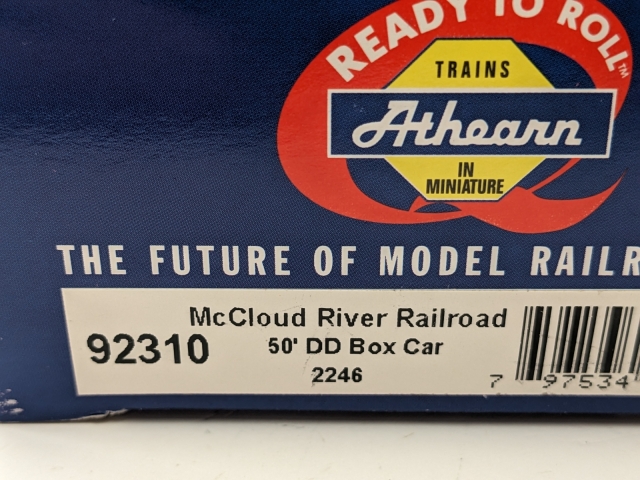 READY TO ROLL™
TRAINS
Athearn
IN
MINIATURE
THE FUTURE OF MODEL RAILR
McCloud River Railroad
92310
50' DD Box Car
2246
7 97534